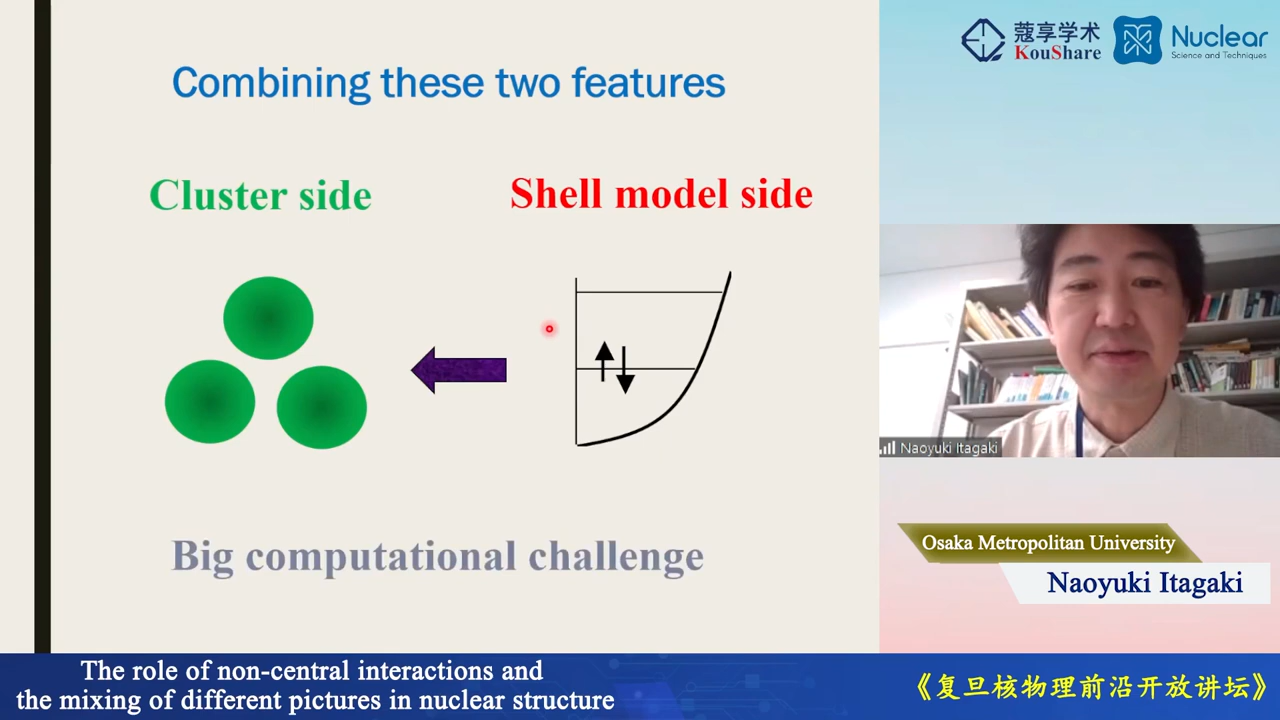 Combining these two features
Cluster side
Shell model side
Big computational challenge
蔻享学术
KouShare
Nuclear
Science and Techniques
Naoyuki Itagaki
Osaka Metropolitan University
Naoyuki Itagaki
The role of non-central interactions and
the mixing of different pictures in nuclear structure
《复旦核物理前沿开放讲坛》